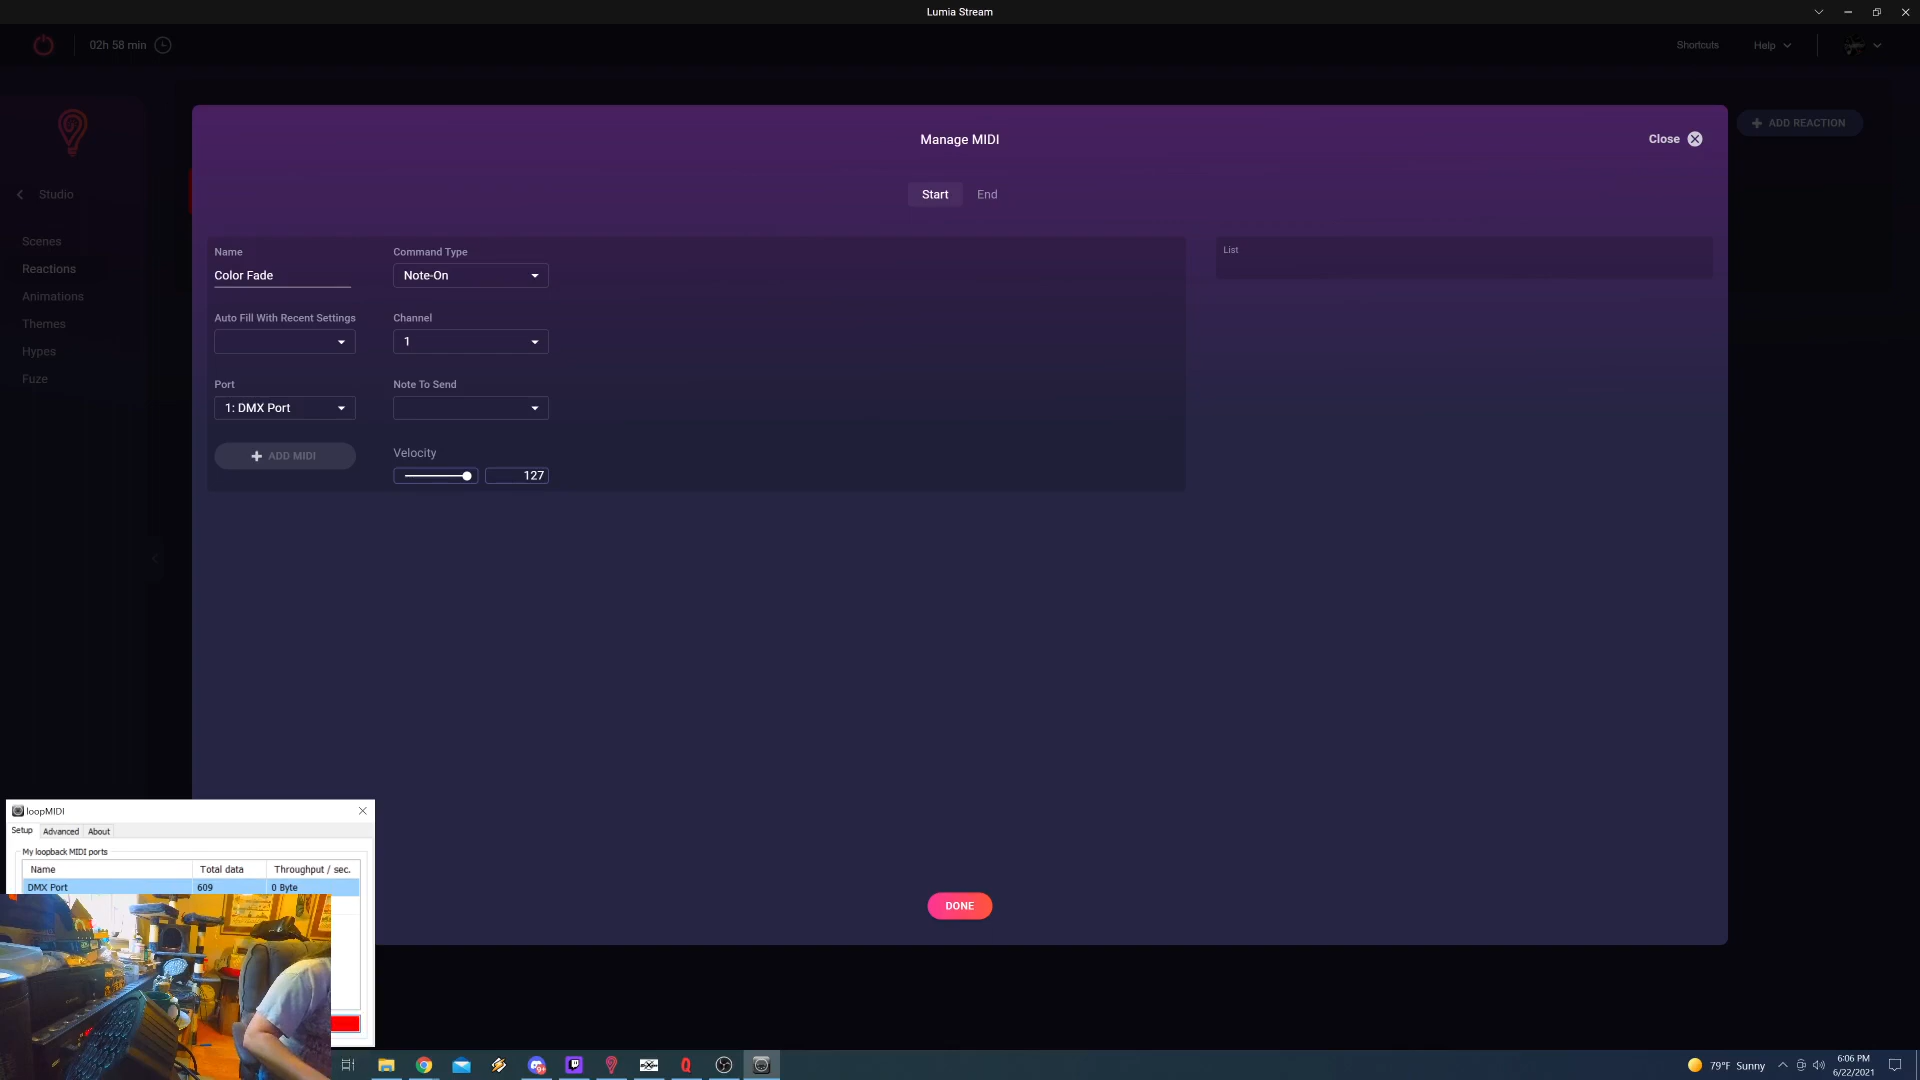 Lumia Stream
02h 58 min
Shortcuts
Help
ADD REACTION
Manage MIDI
Close
Studio
Start
End
Scenes
Reactions
Animations
Themes
Hypes
Fuze
Name
Command Type
List
Color Fade
Note-On
Auto Fill With Recent Settings
Channel
1
Port
Note To Send
1: DMX Port
ADD MIDI
Velocity
127
DONE
loopMIDI
Setup
Advanced
About
My loopback MIDI ports
Name
Total data
Throughput / sec.
DMX Port
609
0 Byte
79°F Sunny
6:06 PM
6/22/2021